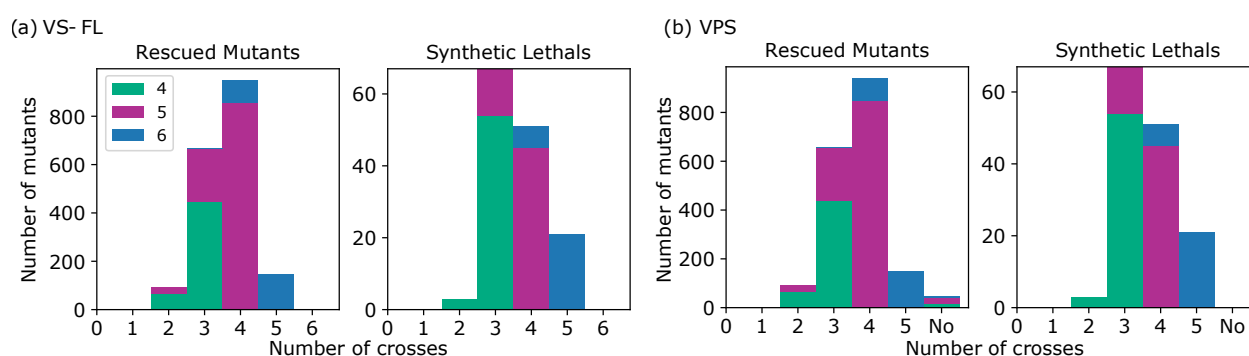 (a) VS- FL
Rescued Mutants
Number of mutants
800
600
400
200
0
4
5
6
0 1 2 3 4 5 6
Synthetic Lethals
60
40
20
0
0 1 2 3 4 5 6
Number of crosses
(b) VPS
Rescued Mutants
Number of mutants
800
600
400
200
0
0 1 2 3 4 5 No
Synthetic Lethals
60
40
20
0
0 1 2 3 4 5 No
Number of crosses